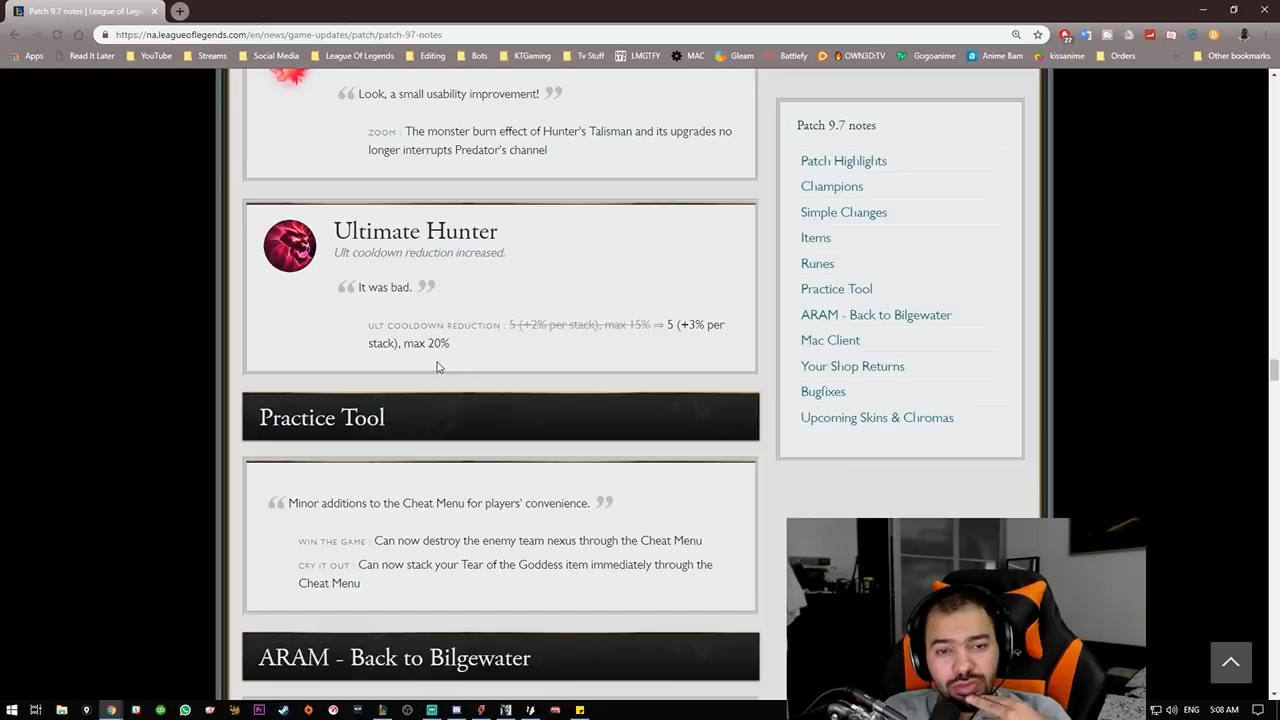 Patch 9.7 notes | League of Lege
https://na.leagueoflegends.com/en/news/game-updates/patch/patch-97-notes
Apps Read It Later YouTube Streams Social Media League Of Legends Editing Bots KTGaming Tv Stuff LMGTFY MAC Gleam Battlefy OWN3D:TV Gogoanime Anime Bam kissanime Orders Other bookmarks
Look, a small usability improvement!
ZOOM : The monster burn effect of Hunter's Talisman and its upgrades no
longer interrupts Predator's channel
Ultimate Hunter
Ult cooldown reduction increased.
It was bad.
ULT COOLDOWN REDUCTION : 5 (+2% per stack), max 15% ⇒ 5 (+3% per
stack), max 20%
Practice Tool
Minor additions to the Cheat Menu for players' convenience.
WIN THE GAME : Can now destroy the enemy team nexus through the Cheat Menu
CRY IT OUT : Can now stack your Tear of the Goddess item immediately through the
Cheat Menu
ARAM - Back to Bilgewater
Patch 9.7 notes
Patch Highlights
Champions
Simple Changes
Items
Runes
Practice Tool
ARAM - Back to Bilgewater
Mac Client
Your Shop Returns
Bugfixes
Upcoming Skins & Chromas
ENG 5:08 AM